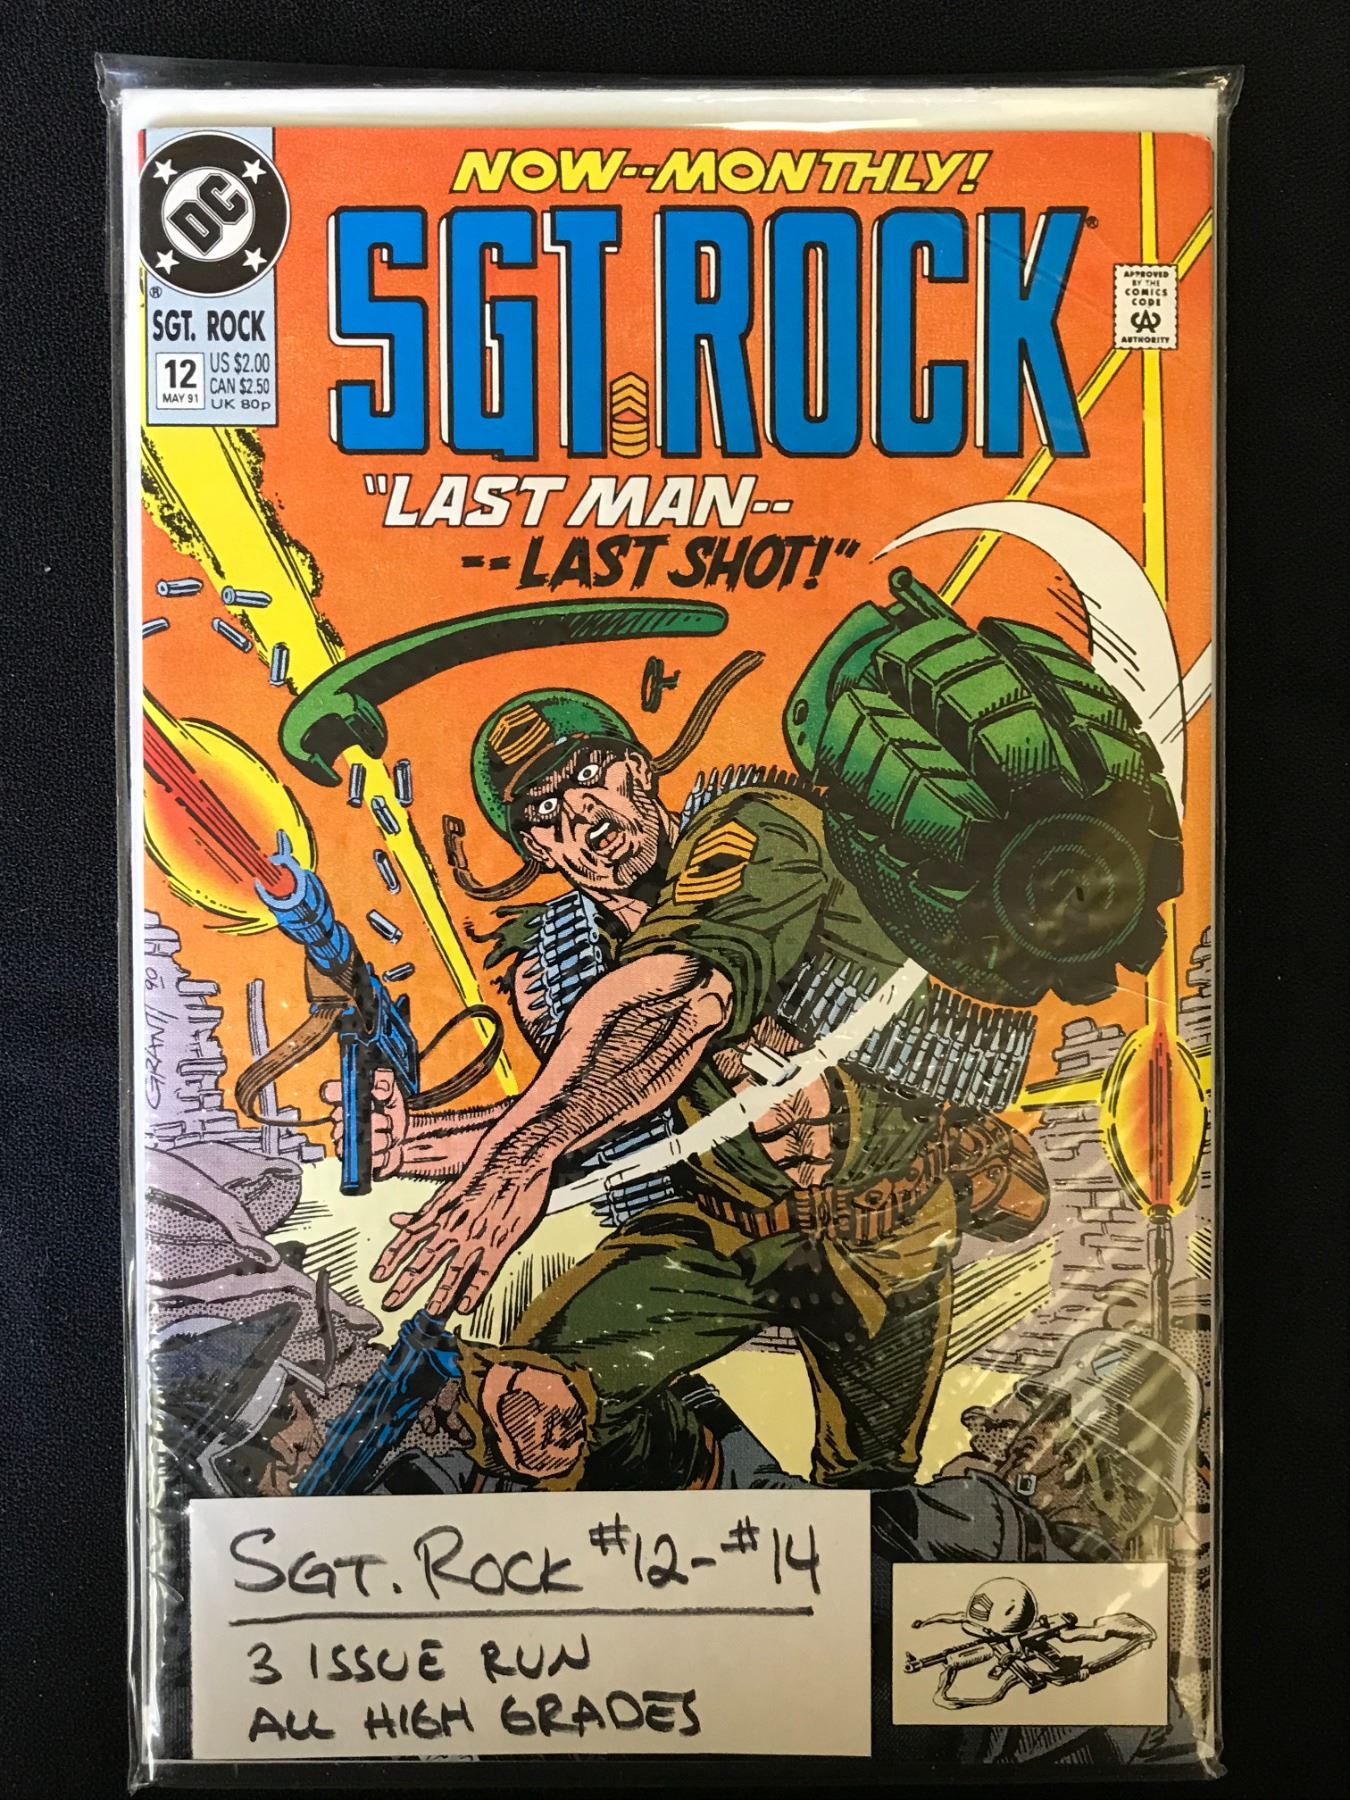 NOW--MONTHLY!
DC
®
SGT. ROCK®
SGT. ROCK
12
MAY 91
US $2.00
CAN $2.50
UK 80p
APPROVED
BY THE
COMICS
CODE
CA
AUTHORITY
"LAST MAN--
--LAST SHOT!"
GRANT '90
SGT. ROCK #12-#14
3 ISSUE RUN
ALL HIGH GRADES